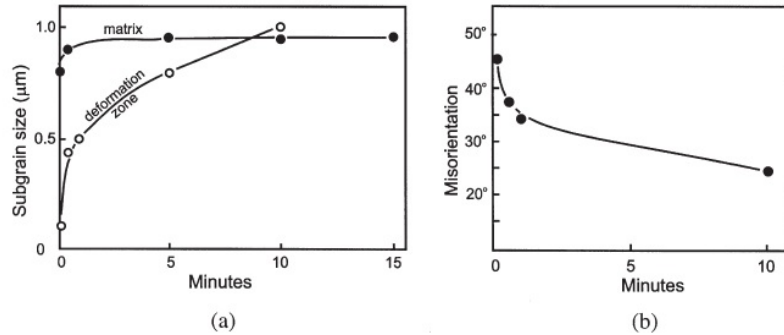 matrix
deformation
zone
Subgrain size (μm)
1.0
0.5
0
0
5
10
15
Minutes
(a)
Misorientation
50°
40°
30°
20°
0
5
10
Minutes
(b)